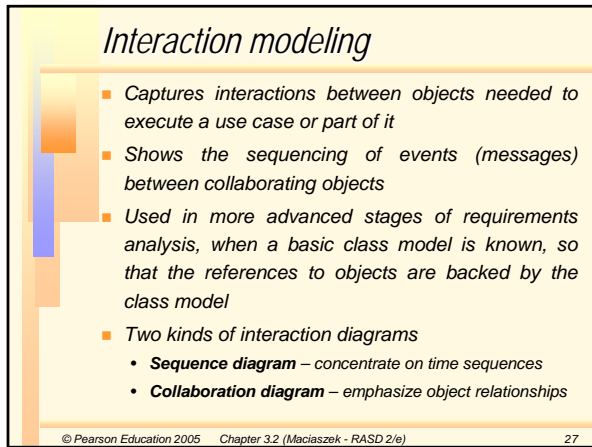 Interaction modeling
Captures interactions between objects needed to
execute a use case or part of it
Shows the sequencing of events (messages)
between collaborating objects
Used in more advanced stages of requirements
analysis, when a basic class model is known, so
that the references to objects are backed by the
class model
Two kinds of interaction diagrams
• Sequence diagram – concentrate on time sequences
• Collaboration diagram – emphasize object relationships
© Pearson Education 2005 Chapter 3.2 (Maciaszek - RASD 2/e) 27